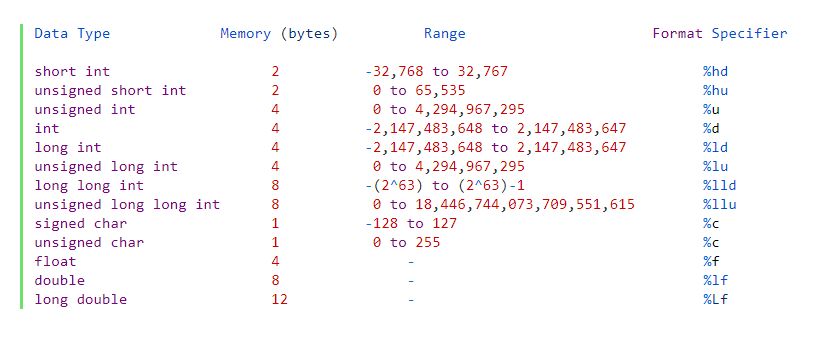 Data Type Memory (bytes) Range Format Specifier
short int 2 -32,768 to 32,767 %hd
unsigned short int 2 0 to 65,535 %hu
unsigned int 4 0 to 4,294,967,295 %u
int 4 -2,147,483,648 to 2,147,483,647 %d
long int 4 -2,147,483,648 to 2,147,483,647 %ld
unsigned long int 4 0 to 4,294,967,295 %lu
long long int 8 -(2^63) to (2^63)-1 %lld
unsigned long long int 8 0 to 18,446,744,073,709,551,615 %llu
signed char 1 -128 to 127 %c
unsigned char 1 0 to 255 %c
float 4 - %f
double 8 - %lf
long double 12 - %Lf